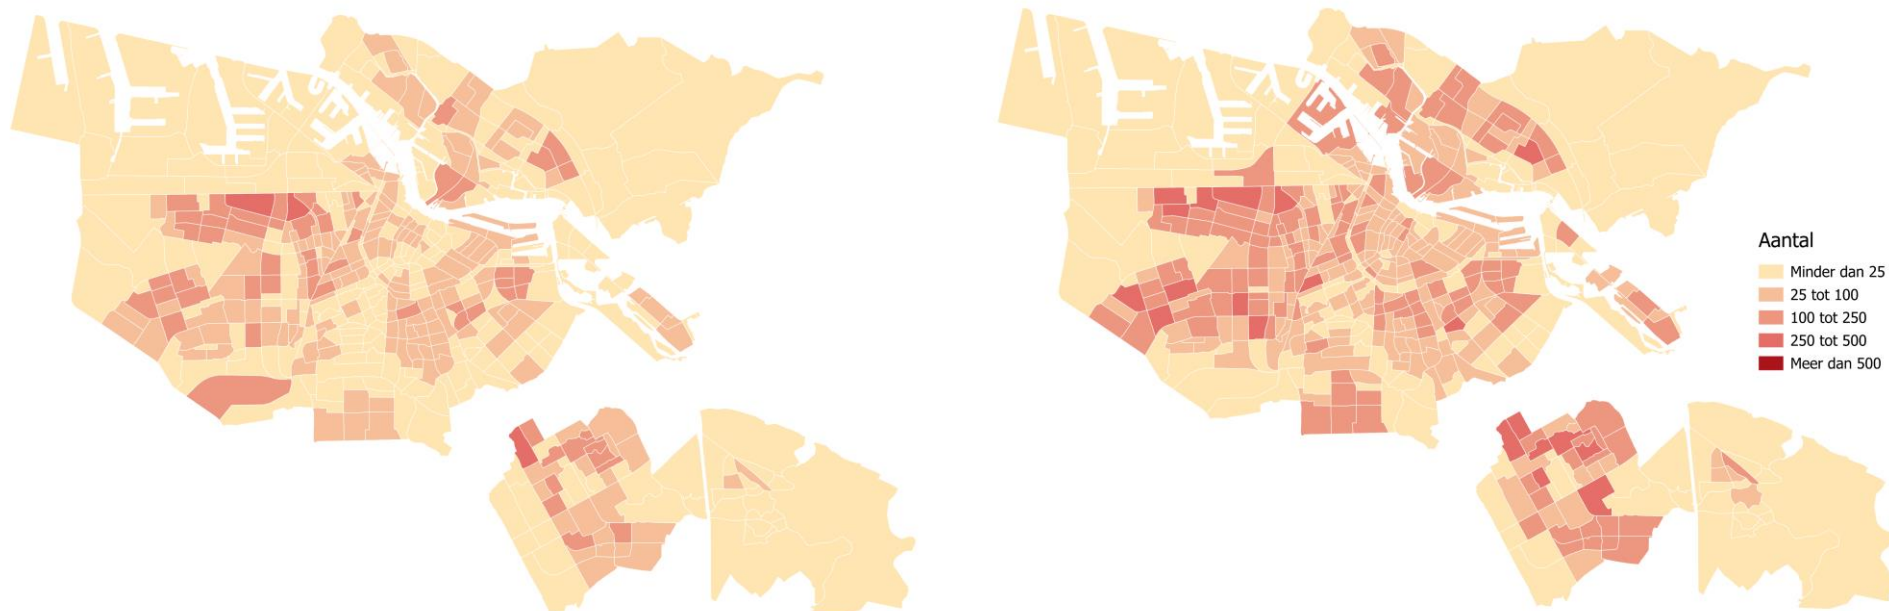 Aantal
Minder dan 25
25 tot 100
100 tot 250
250 tot 500
Meer dan 500